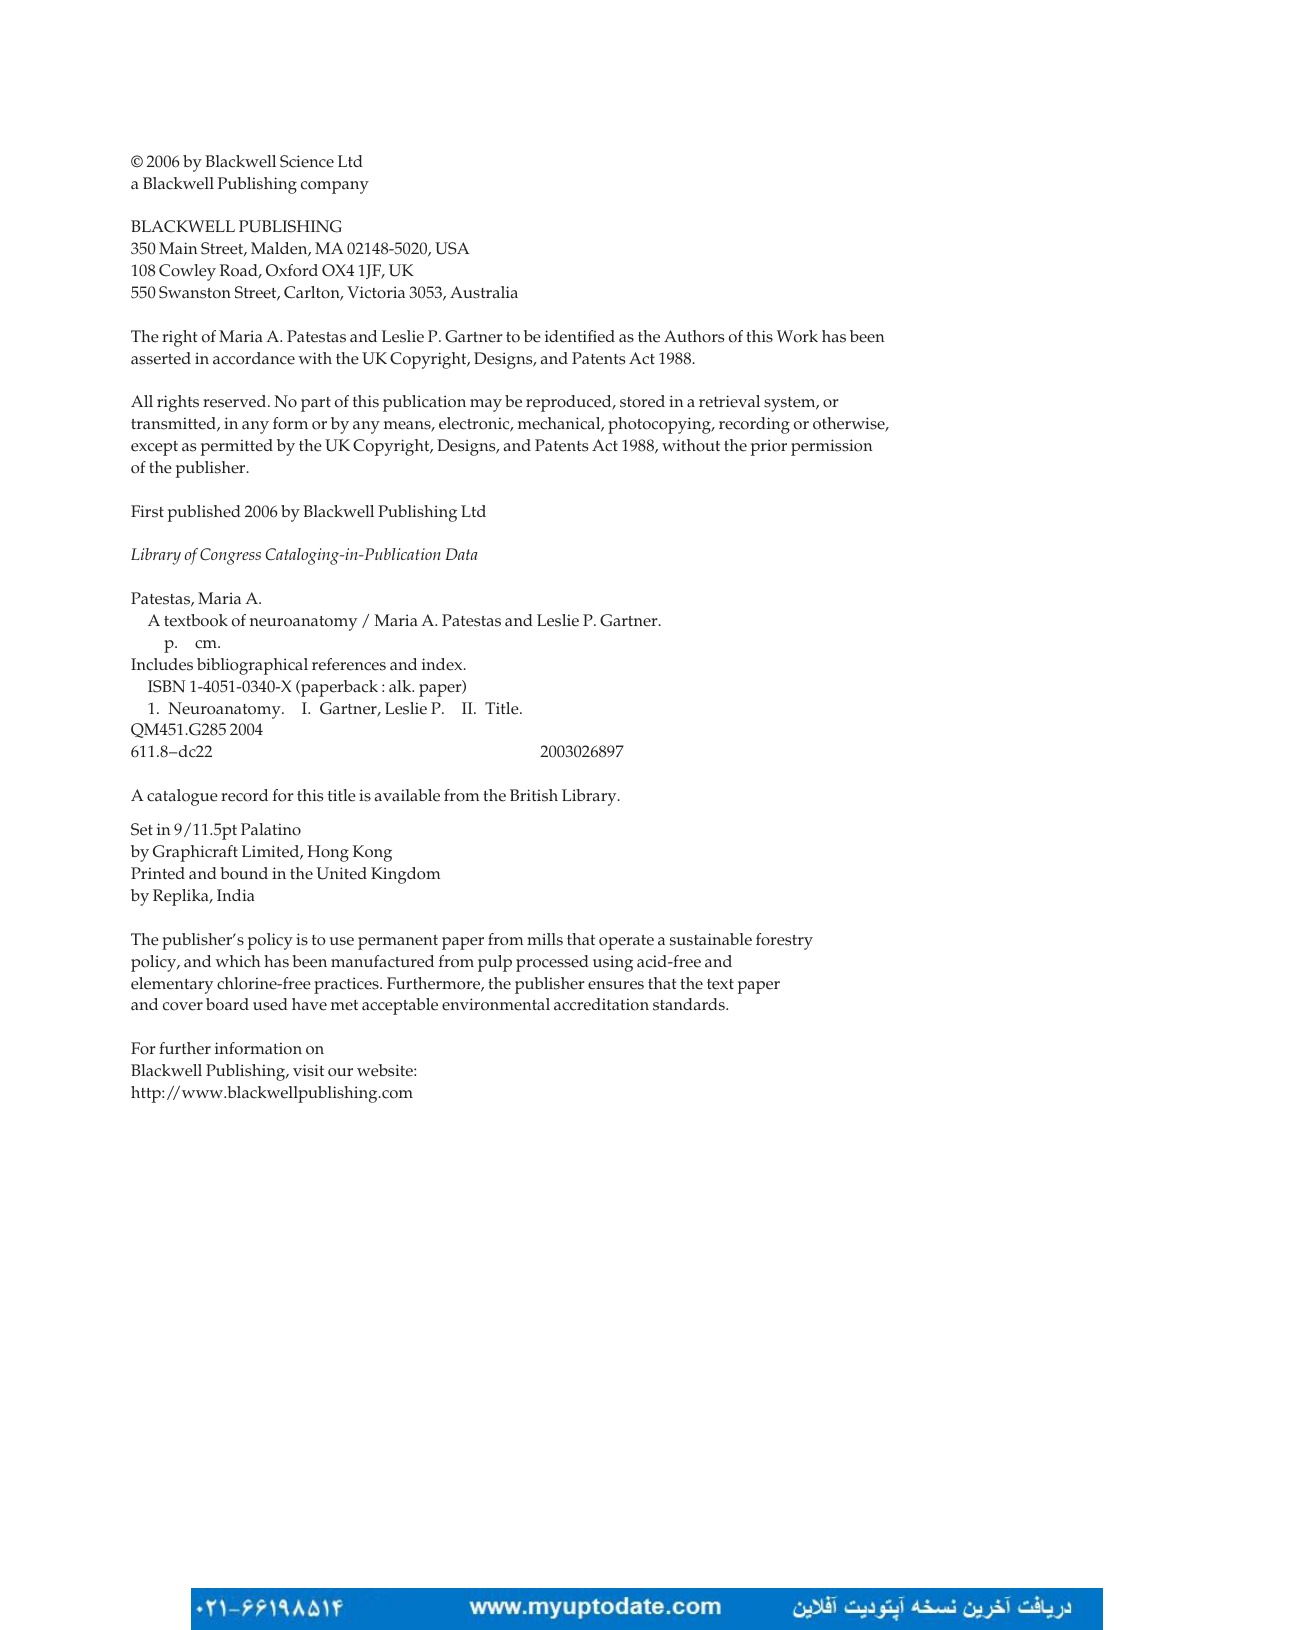 © 2006 by Blackwell Science Ltd
a Blackwell Publishing company
BLACKWELL PUBLISHING
350 Main Street, Malden, MA 02148-5020, USA
108 Cowley Road, Oxford OX4 1JF, UK
550 Swanston Street, Carlton, Victoria 3053, Australia
The right of Maria A. Patestas and Leslie P. Gartner to be identified as the Authors of this Work has been
asserted in accordance with the UK Copyright, Designs, and Patents Act 1988.
All rights reserved. No part of this publication may be reproduced, stored in a retrieval system, or
transmitted, in any form or by any means, electronic, mechanical, photocopying, recording or otherwise,
except as permitted by the UK Copyright, Designs, and Patents Act 1988, without the prior permission
of the publisher.
First published 2006 by Blackwell Publishing Ltd
Library of Congress Cataloging-in-Publication Data
Patestas, Maria A.
A textbook of neuroanatomy / Maria A. Patestas and Leslie P. Gartner.
p. cm.
Includes bibliographical references and index.
ISBN 1-4051-0340-X (paperback : alk. paper)
1. Neuroanatomy. I. Gartner, Leslie P. II. Title.
QM451.G285 2004
611.8–dc22 2003026897
A catalogue record for this title is available from the British Library.
Set in 9/11.5pt Palatino
by Graphicraft Limited, Hong Kong
Printed and bound in the United Kingdom
by Replika, India
The publisher’s policy is to use permanent paper from mills that operate a sustainable forestry
policy, and which has been manufactured from pulp processed using acid-free and
elementary chlorine-free practices. Furthermore, the publisher ensures that the text paper
and cover board used have met acceptable environmental accreditation standards.
For further information on
Blackwell Publishing, visit our website:
http://www.blackwellpublishing.com
۰۲۱-۶۶۱۹۸۵۱۴ www.myuptodate.com دریافت آخرین نسخه آپتودیت آفلاین